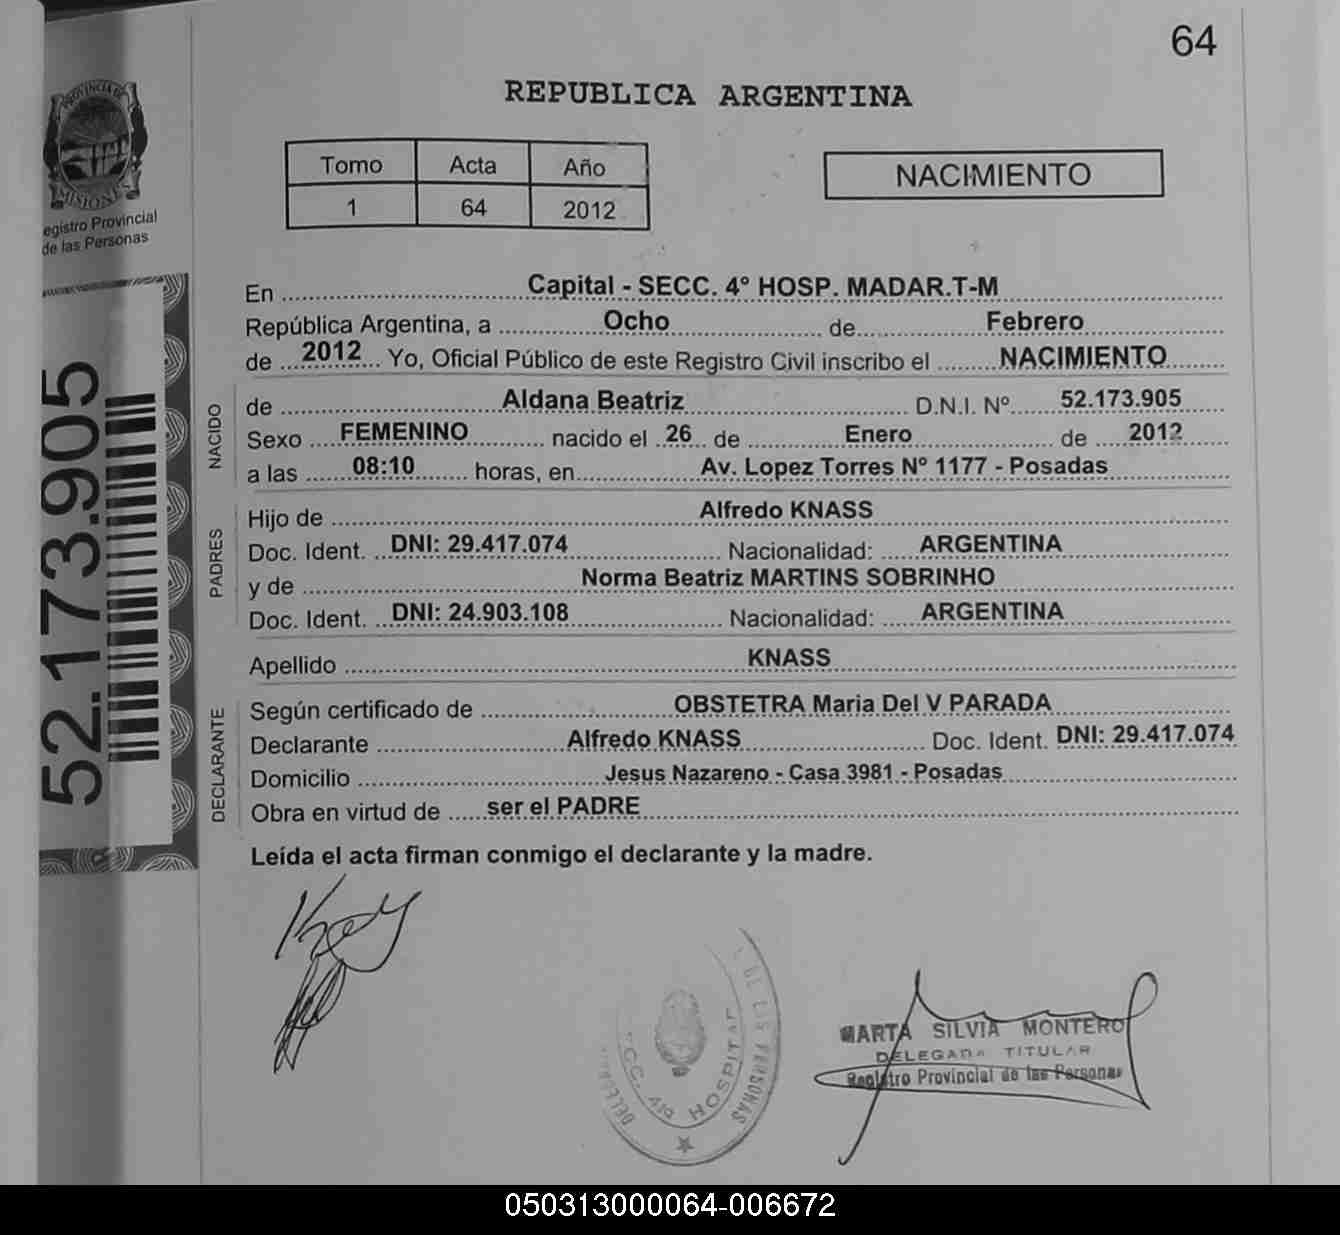 64
REPUBLICA ARGENTINA
PROVINCIA DE
MISIONES
egistro Provincial
de las Personas
Tomo Acta Año
1 64 2012
NACIMIENTO
52.173.905
En Capital - SECC. 4° HOSP. MADAR.T-M
República Argentina, a Ocho de Febrero
de 2012 Yo, Oficial Público de este Registro Civil inscribo el NACIMIENTO
NACIDO
de Aldana Beatriz D.N.I. Nº 52.173.905
Sexo FEMENINO nacido el 26 de Enero de 2012
a las 08:10 horas, en Av. Lopez Torres Nº 1177 - Posadas
PADRES
Hijo de Alfredo KNASS
Doc. Ident. DNI: 29.417.074 Nacionalidad: ARGENTINA
y de Norma Beatriz MARTINS SOBRINHO
Doc. Ident. DNI: 24.903.108 Nacionalidad: ARGENTINA
Apellido KNASS
DECLARANTE
Según certificado de OBSTETRA Maria Del V PARADA
Declarante Alfredo KNASS Doc. Ident. DNI: 29.417.074
Domicilio Jesus Nazareno - Casa 3981 - Posadas
Obra en virtud de ser el PADRE
Leída el acta firman conmigo el declarante y la madre.
HOSPITAL
PERSONAS
MARTA SILVIA MONTERO
DELEGADA TITULAR
Registro Provincial de las Personas
050313000064-006672